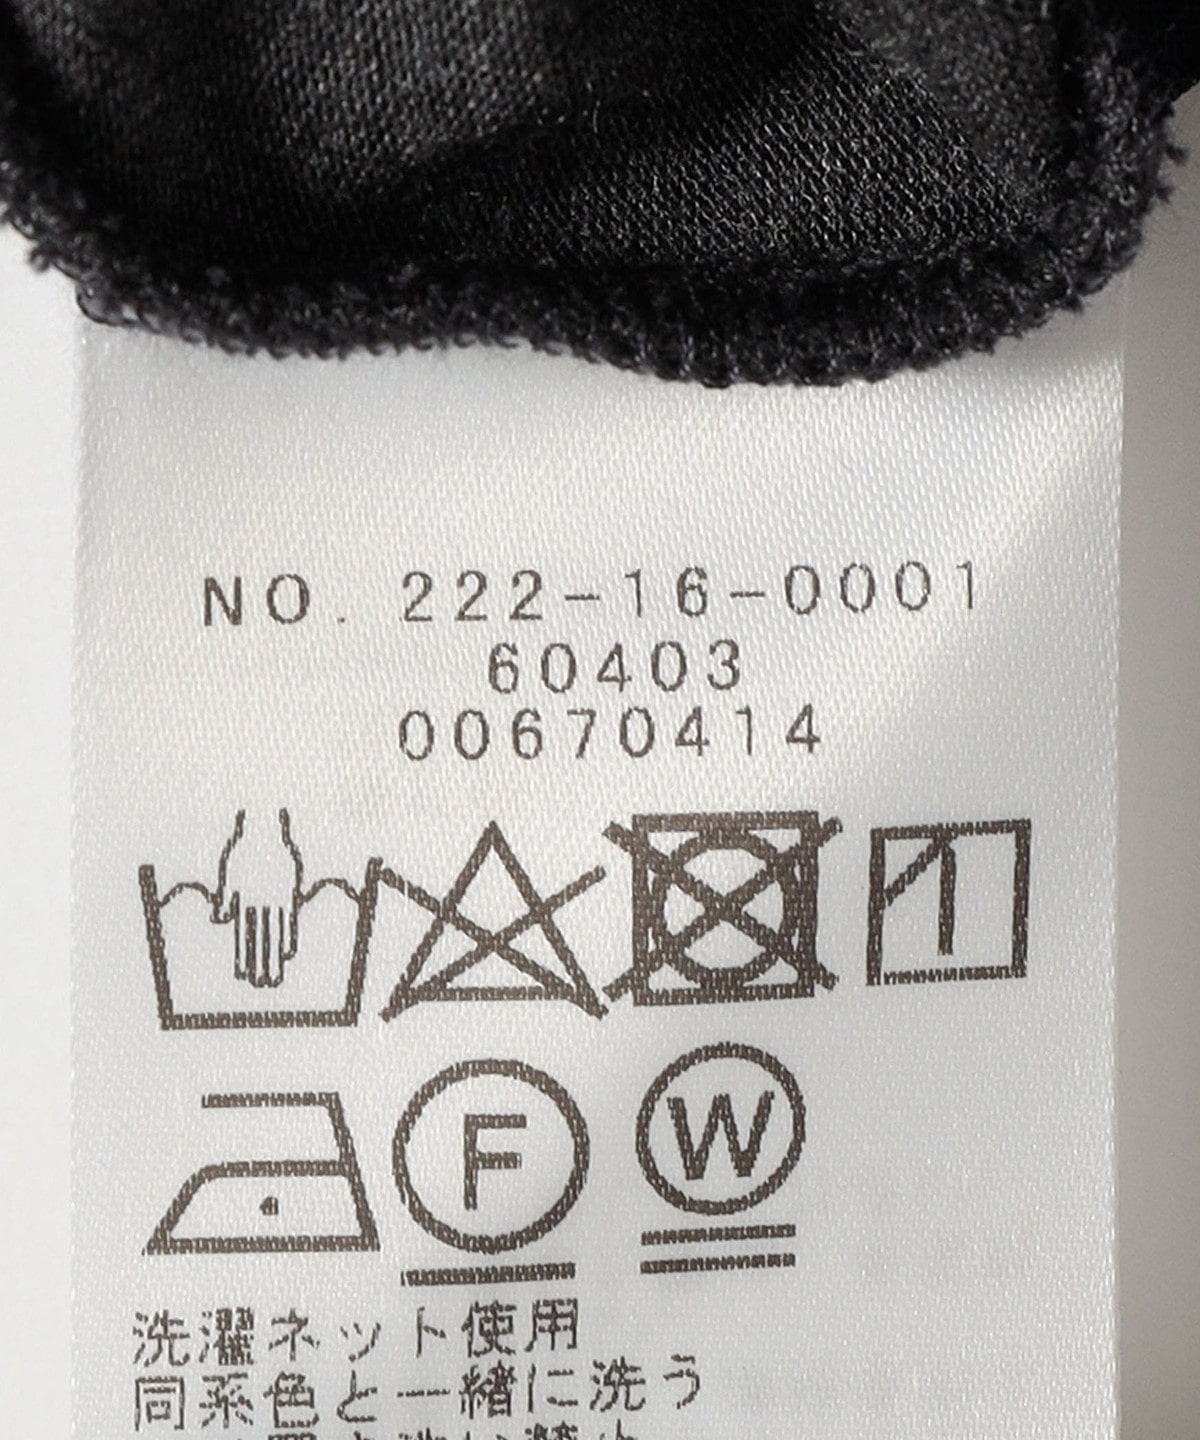 NO. 222-16-0001
60403
00670414
F W
洗濯ネット使用
同系色と一緒に洗う